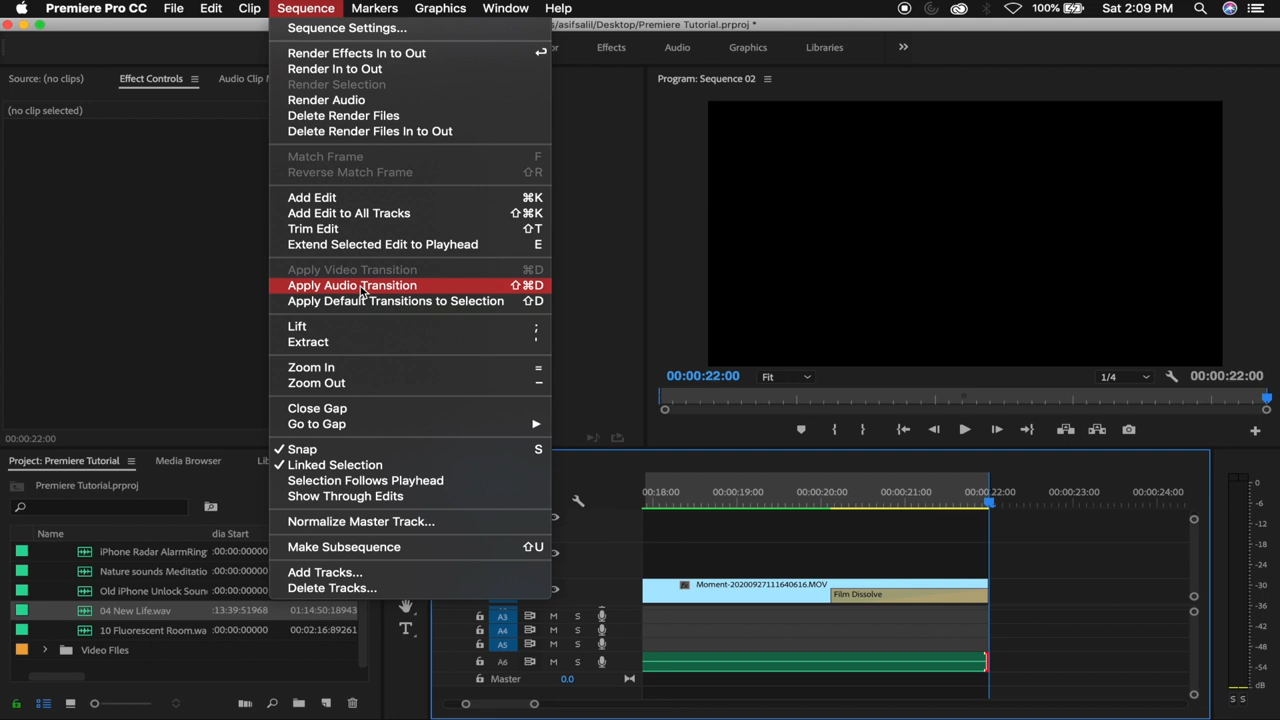 Premiere Pro CC File Edit Clip Sequence Markers Graphics Window Help 100% Sat 2:09 PM
s/asifsalil/Desktop/Premiere Tutorial.prproj *
Effects Audio Graphics Libraries
Source: (no clips) Effect Controls Audio Clip M
Program: Sequence 02
(no clip selected)
Sequence Settings...
Render Effects In to Out
Render In to Out
Render Selection
Render Audio
Delete Render Files
Delete Render Files In to Out
Match Frame F
Reverse Match Frame ⇧R
Add Edit ⌘K
Add Edit to All Tracks ⇧⌘K
Trim Edit ⇧T
Extend Selected Edit to Playhead E
Apply Video Transition ⌘D
Apply Audio Transition ⇧⌘D
Apply Default Transitions to Selection ⇧D
Lift ;
Extract '
Zoom In =
Zoom Out −
Close Gap
Go to Gap
Snap S
Linked Selection
Selection Follows Playhead
Show Through Edits
Normalize Master Track...
Make Subsequence ⇧U
Add Tracks...
Delete Tracks...
00:00:22:00 Fit 1/4 00:00:22:00
00:00:22:00
Project: Premiere Tutorial Media Browser Lib
Premiere Tutorial.prproj
Name dia Start
iPhone Radar AlarmRing :00:00:00000
Nature sounds Meditatio :00:00:00000
Old iPhone Unlock Soun :00:00:00000
04 New Life.wav :13:39:51968 01:14:50:18943
10 Fluorescent Room.wa :00:00:00000 00:02:16:89261
Video Files
:00:18:00 00:00:19:00 00:00:20:00 00:00:21:00 00:00:22:00 00:00:23:00 00:00:24:00
fx Moment-20200927111640616.MOV
Film Dissolve
A3 M S
A4 M S
A5 M S
A6 M S
Master 0.0
T
0
-6
-12
-18
-24
-30
-36
-42
-48
-54
dB
S S